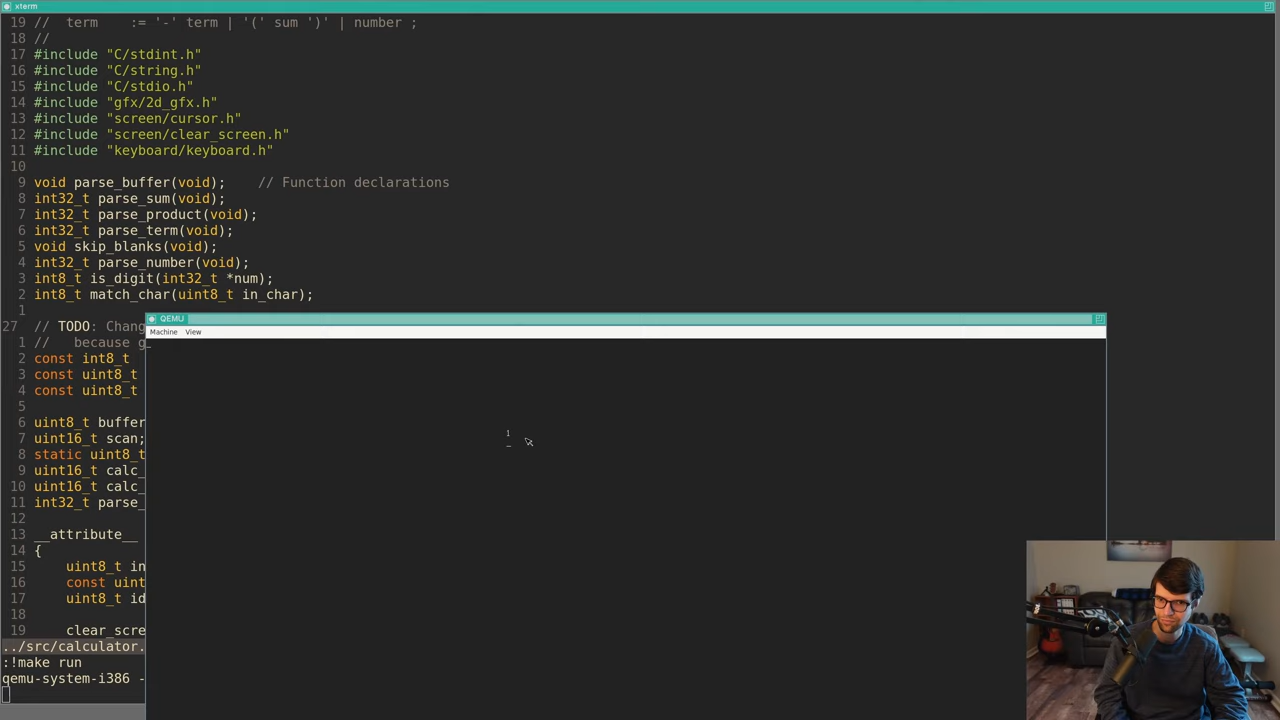 xterm
19 // term := '-' term | '(' sum ')' | number ;
18 //
17 #include "C/stdint.h"
16 #include "C/string.h"
15 #include "C/stdio.h"
14 #include "gfx/2d_gfx.h"
13 #include "screen/cursor.h"
12 #include "screen/clear_screen.h"
11 #include "keyboard/keyboard.h"
10
9 void parse_buffer(void); // Function declarations
8 int32_t parse_sum(void);
7 int32_t parse_product(void);
6 int32_t parse_term(void);
5 void skip_blanks(void);
4 int32_t parse_number(void);
3 int8_t is_digit(int32_t *num);
2 int8_t match_char(uint8_t in_char);
1
27 // TODO: Chang
1 // because g
2 const int8_t
3 const uint8_t
4 const uint8_t
5
6 uint8_t buffer
7 uint16_t scan;
8 static uint8_t
9 uint16_t calc_
10 uint16_t calc_
11 int32_t parse_
12
13 __attribute__
14 {
15 uint8_t in
16 const uint
17 uint8_t id
18
19 clear_scre
../src/calculator.
:!make run
qemu-system-i386 -
QEMU
Machine View
_
1
_